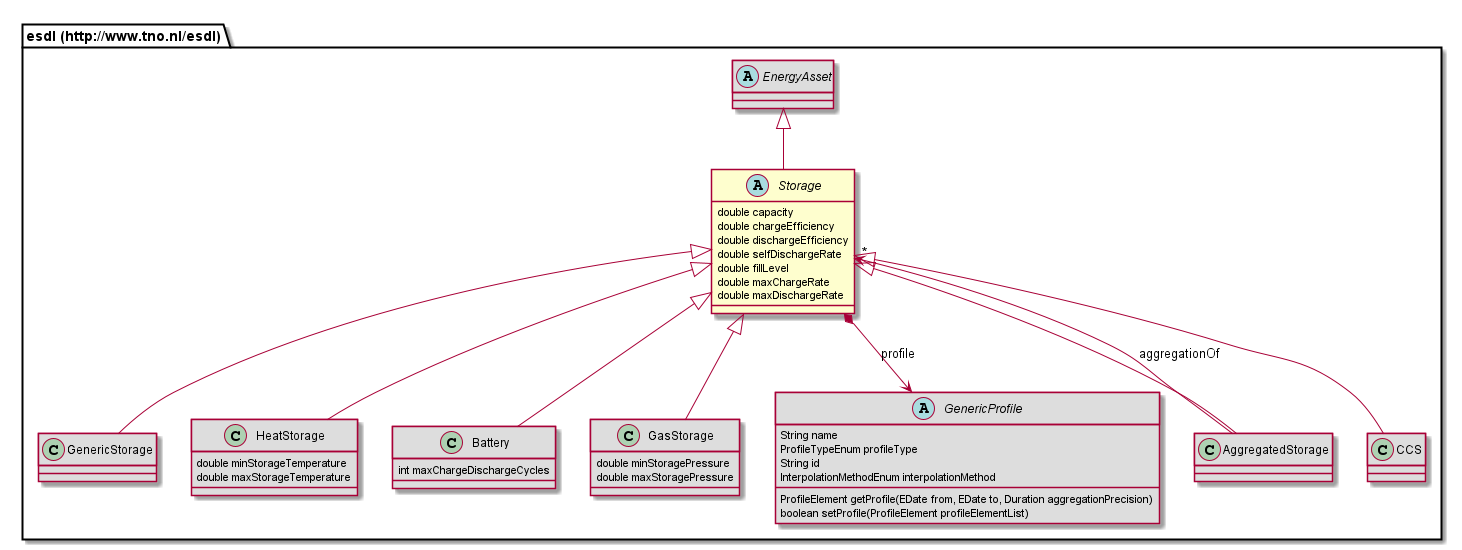 esdl (http://www.tno.nl/esdl)
A EnergyAsset
A Storage
double capacity
double chargeEfficiency
double dischargeEfficiency
double selfDischargeRate
double fillLevel
double maxChargeRate
double maxDischargeRate
*
profile
aggregationOf
C GenericStorage
C HeatStorage
double minStorageTemperature
double maxStorageTemperature
C Battery
int maxChargeDischargeCycles
C GasStorage
double minStoragePressure
double maxStoragePressure
A GenericProfile
String name
ProfileTypeEnum profileType
String id
InterpolationMethodEnum interpolationMethod
ProfileElement getProfile(EDate from, EDate to, Duration aggregationPrecision)
boolean setProfile(ProfileElement profileElementList)
C AggregatedStorage
C CCS